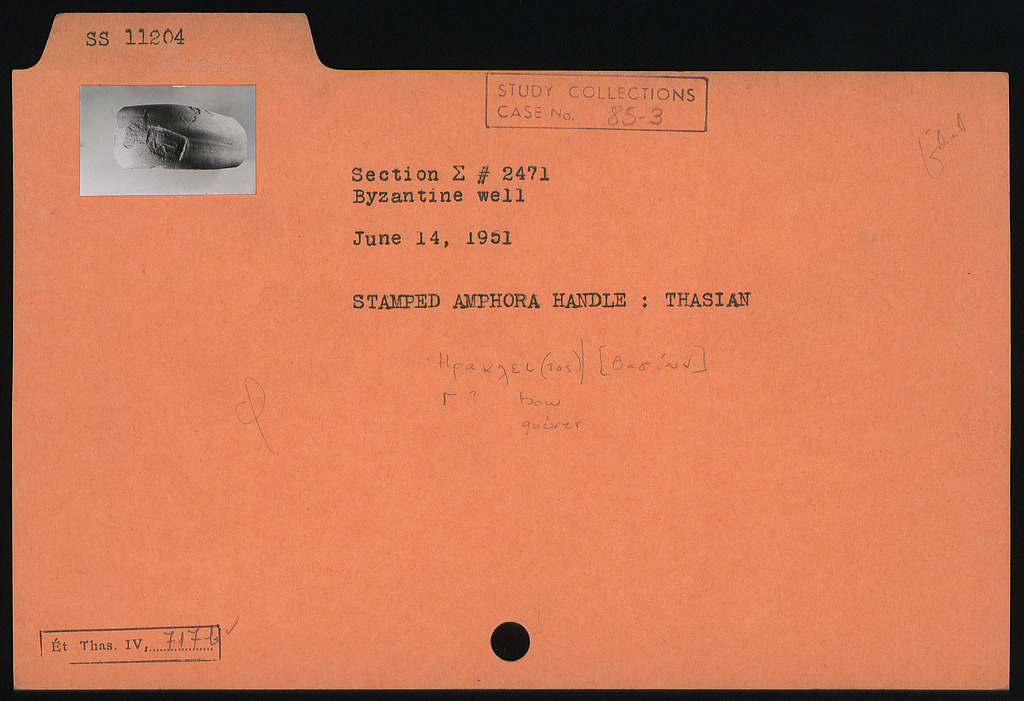 SS 11204
STUDY COLLECTIONS
CASE No. 85-3
Section Σ # 2471
Byzantine well
June 14, 1951
STAMPED AMPHORA HANDLE : THASIAN
Ἡρακλει(τος) [Θασίων]
Γ ? bow
quiver
Ét Thas. IV, 717